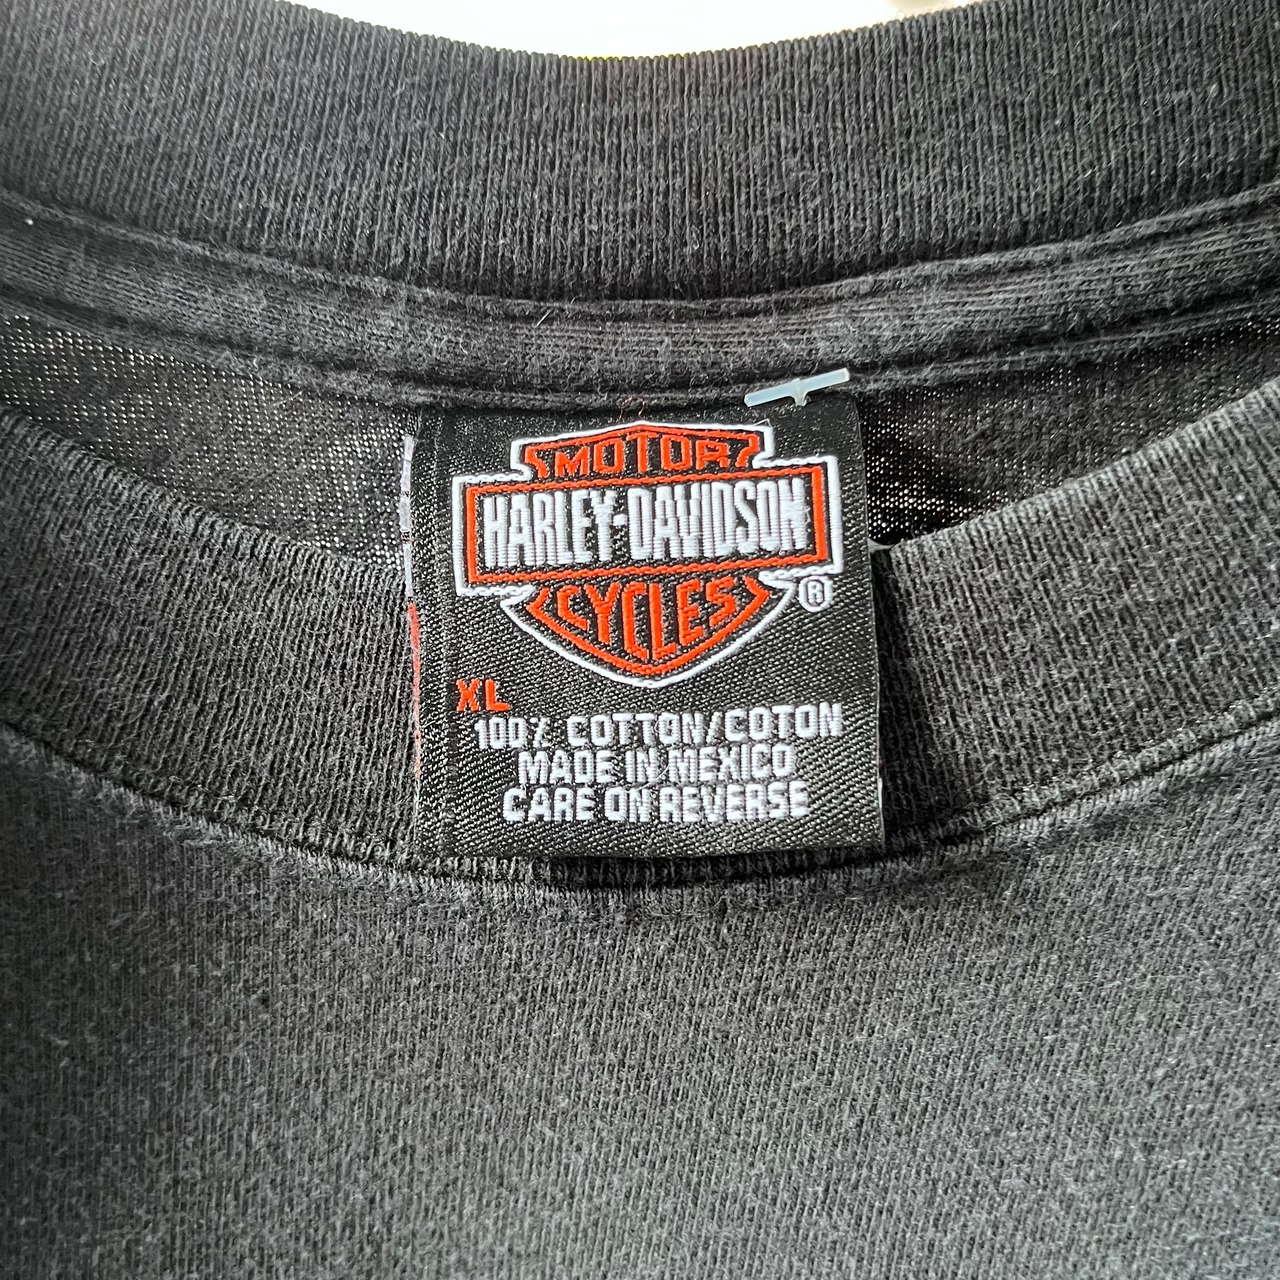 MOTOR
HARLEY-DAVIDSON
CYCLES
®
XL
100% COTTON/COTON
MADE IN MEXICO
CARE ON REVERSE